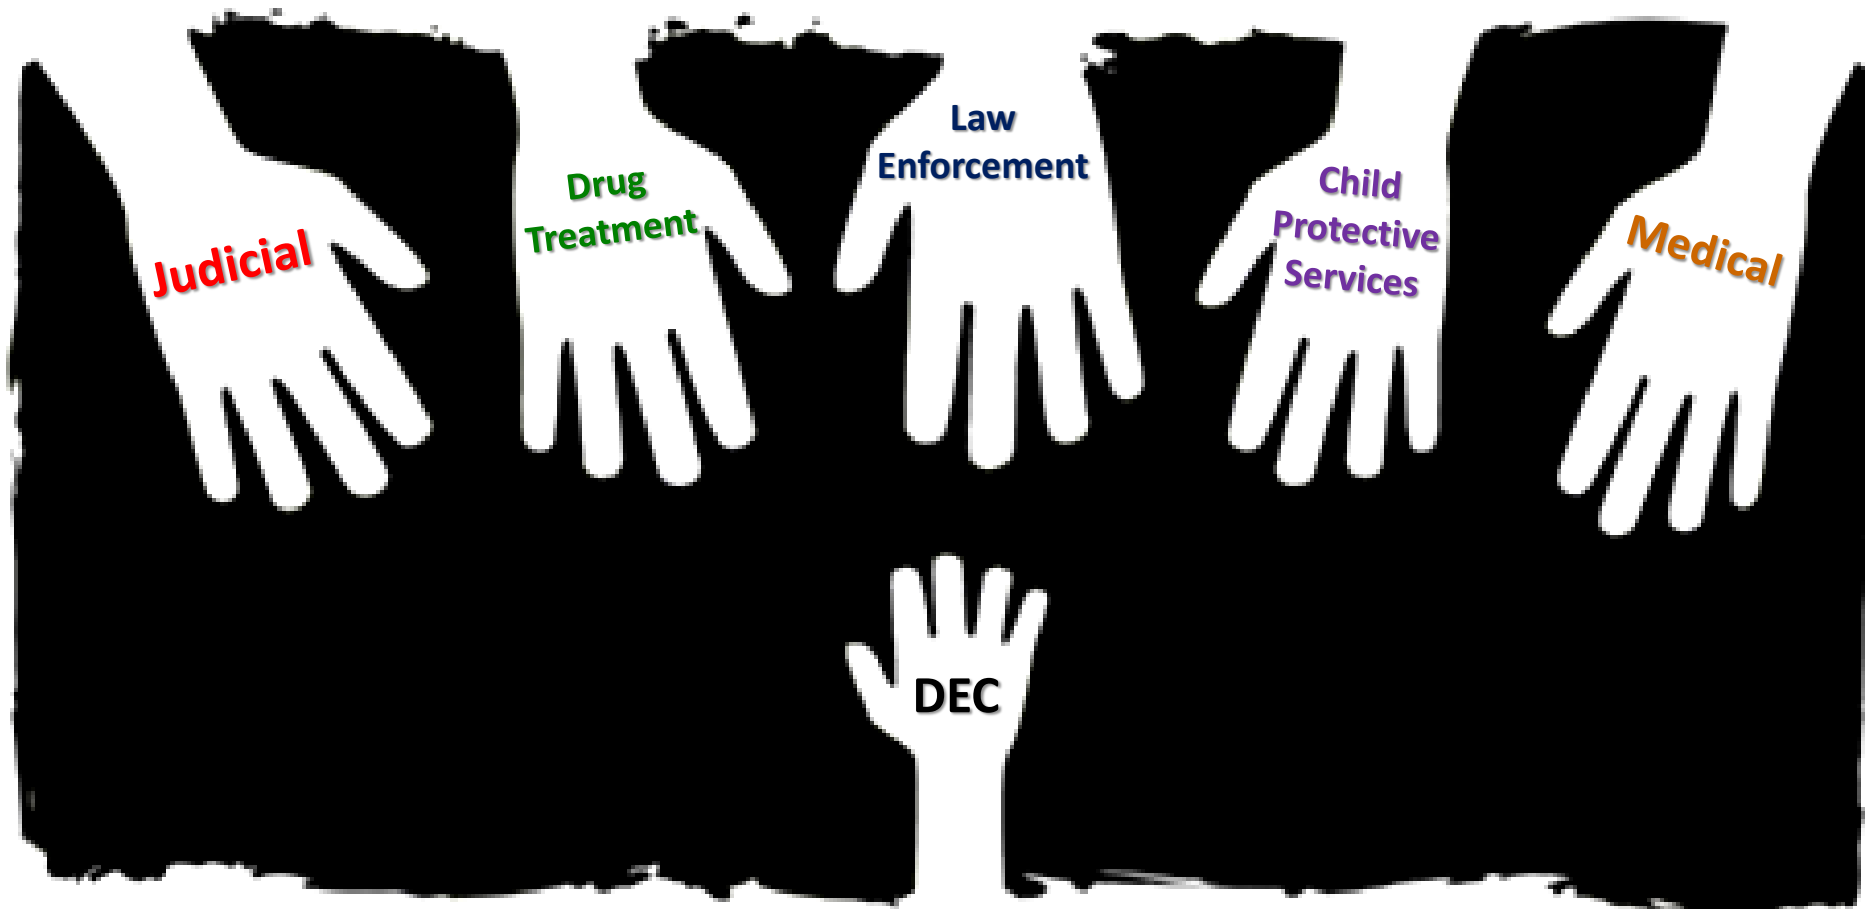 Judicial
Drug
Treatment
Law
Enforcement
Child
Protective
Services
Medical
DEC